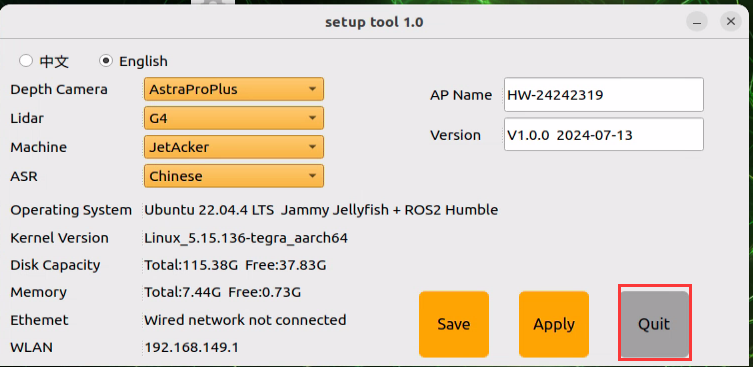 setup tool 1.0
中文 English
Depth Camera AstraProPlus
AP Name HW-24242319
Lidar G4
Version V1.0.0 2024-07-13
Machine JetAcker
ASR Chinese
Operating System Ubuntu 22.04.4 LTS Jammy Jellyfish + ROS2 Humble
Kernel Version Linux_5.15.136-tegra_aarch64
Disk Capacity Total:115.38G Free:37.83G
Memory Total:7.44G Free:0.73G
Ethemet Wired network not connected
WLAN 192.168.149.1
Save Apply Quit